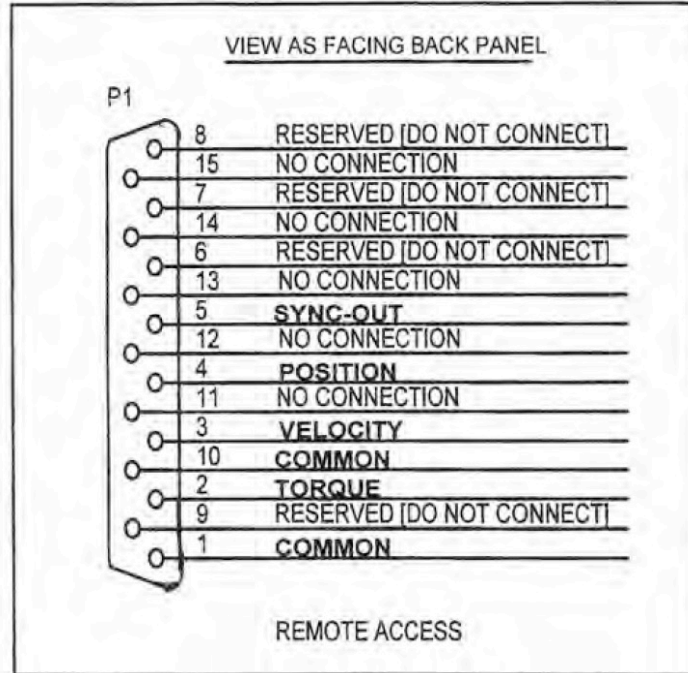 VIEW AS FACING BACK PANEL
P1
8 RESERVED [DO NOT CONNECT]
15 NO CONNECTION
7 RESERVED [DO NOT CONNECT]
14 NO CONNECTION
6 RESERVED [DO NOT CONNECT]
13 NO CONNECTION
5 SYNC-OUT
12 NO CONNECTION
4 POSITION
11 NO CONNECTION
3 VELOCITY
10 COMMON
2 TORQUE
9 RESERVED [DO NOT CONNECT]
1 COMMON
REMOTE ACCESS